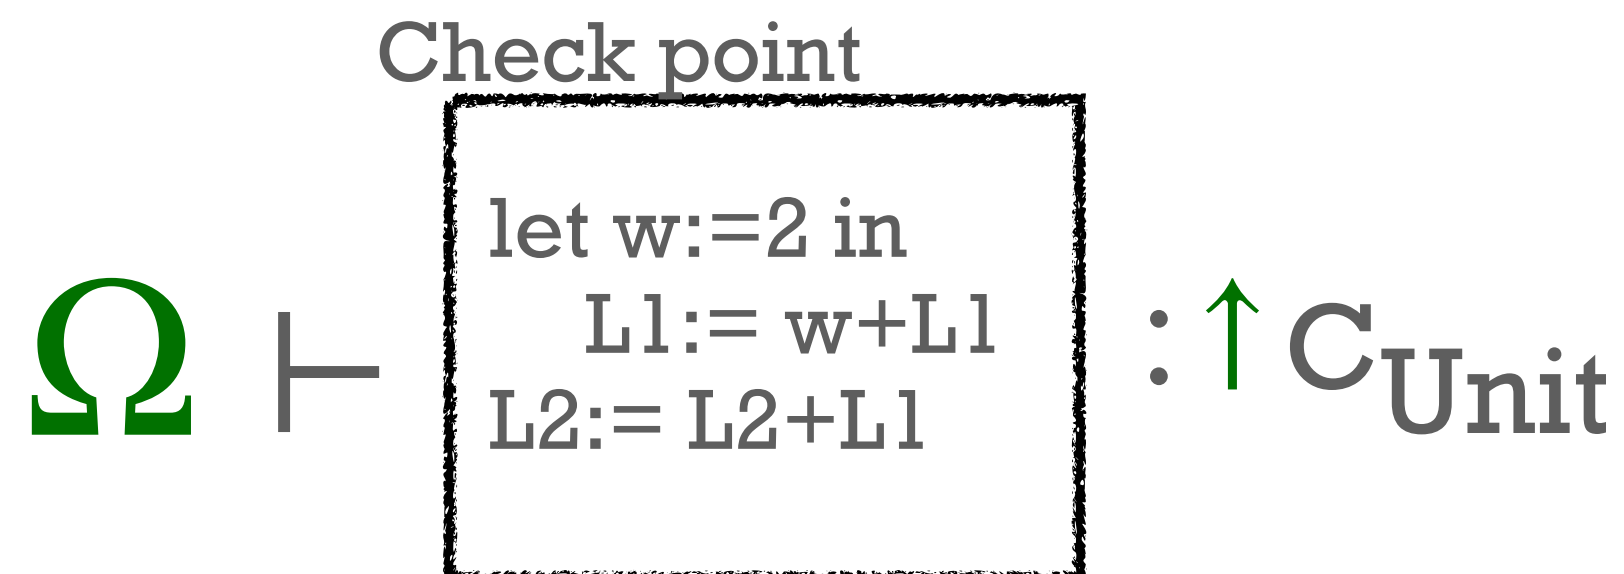 Check point
let w:=2 in
L1:= w+L1
L2:= L2+L1
Ω ⊢ :↑C_Unit